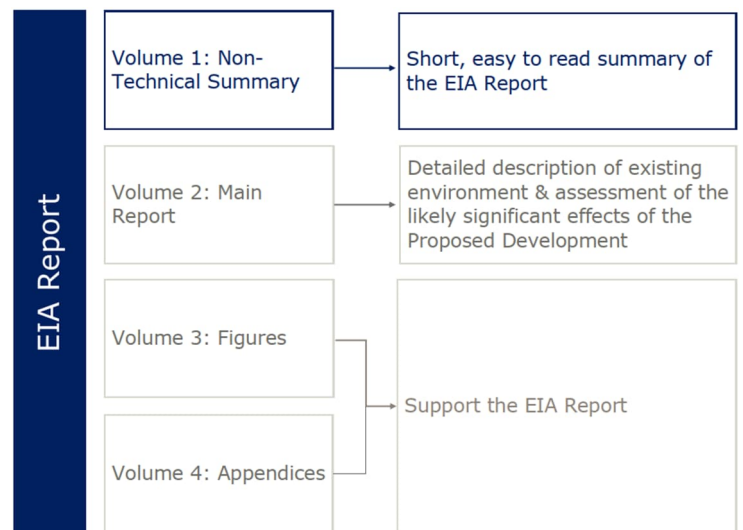 EIA Report
Volume 1: Non-
Technical Summary
Short, easy to read summary of
the EIA Report
Volume 2: Main
Report
Detailed description of existing
environment & assessment of the
likely significant effects of the
Proposed Development
Volume 3: Figures
Volume 4: Appendices
Support the EIA Report